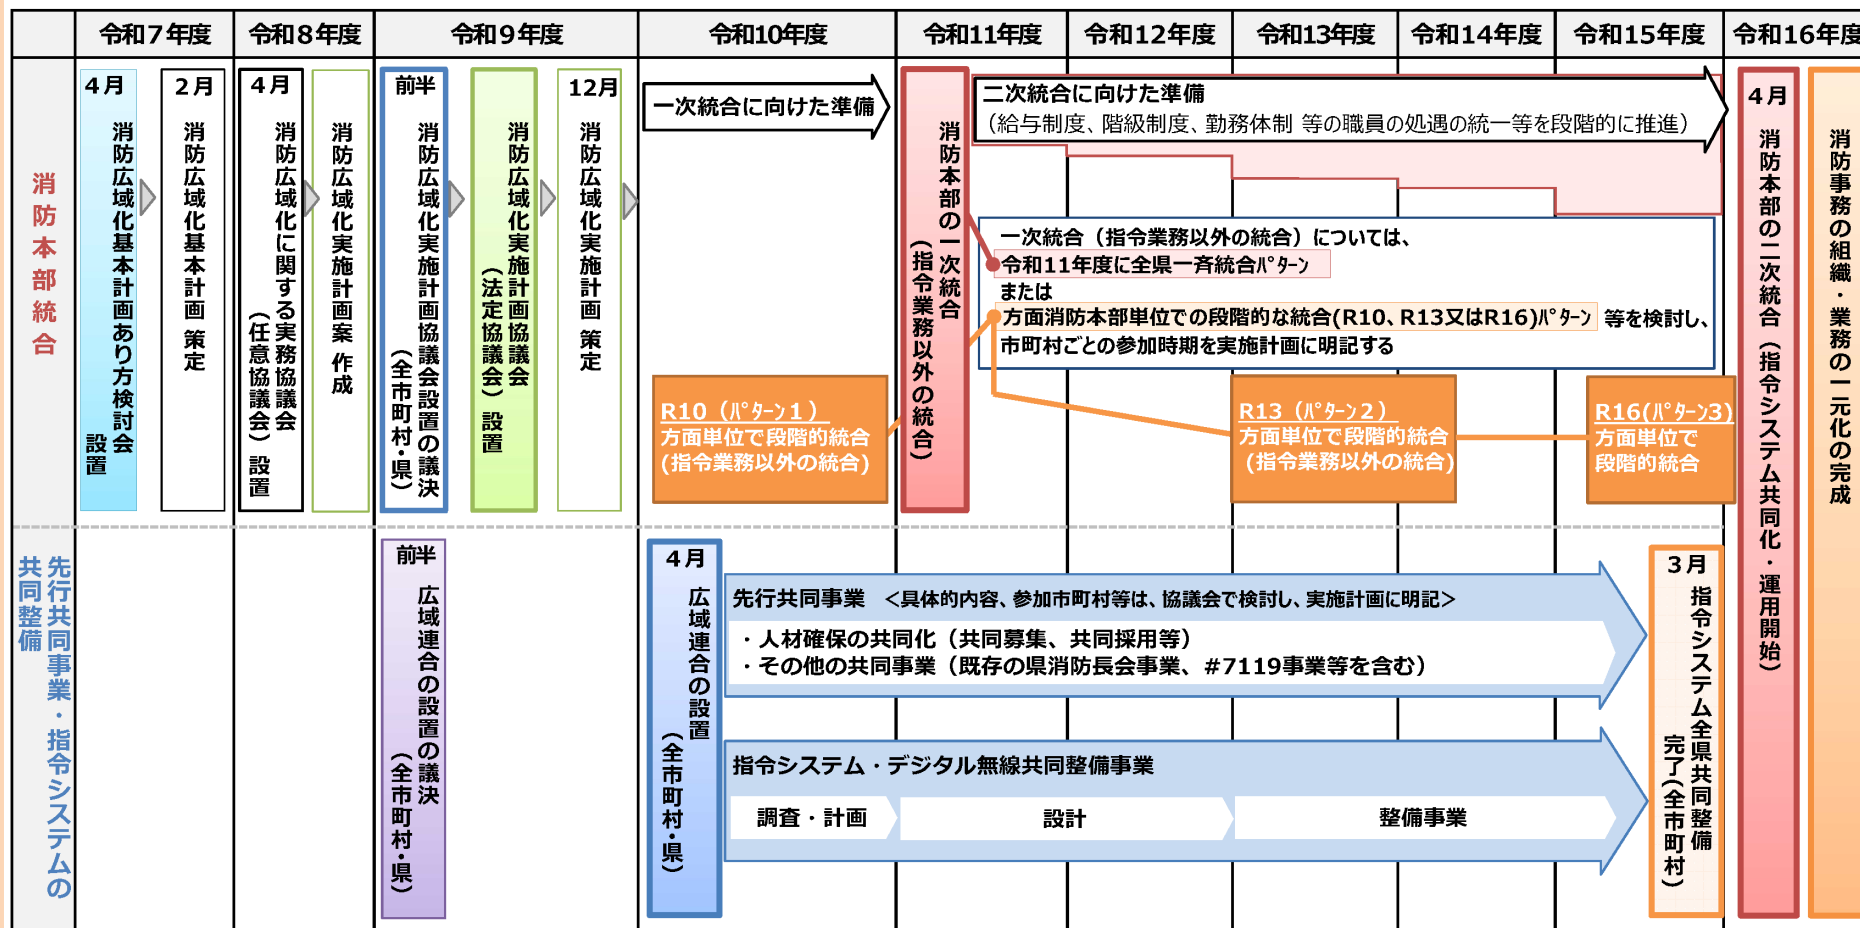 令和７年度
令和８年度
令和９年度
令和10年度
令和11年度
令和12年度
令和13年度
令和14年度
令和15年度
令和16年度
消防本部統合
４月
消防広域化基本計画あり方検討会
設置
２月
消防広域化基本計画 策定
４月
消防広域化に関する実務協議会
（任意協議会）設置
消防広域化実施計画案 作成
前半
消防広域化実施計画協議会設置の議決
（全市町村・県）
消防広域化実施計画協議会
（法定協議会）設置
12月
消防広域化実施計画 策定
一次統合に向けた準備
消防本部の一次統合
（指令業務以外の統合）
二次統合に向けた準備
（給与制度、階級制度、勤務体制 等の職員の処遇の統一等を段階的に推進）
一次統合（指令業務以外の統合）については、
令和11年度に全県一斉統合ﾊﾟﾀｰﾝ
または
方面消防本部単位での段階的な統合(R10、R13又はR16)ﾊﾟﾀｰﾝ 等を検討し、
市町村ごとの参加時期を実施計画に明記する
R10（ﾊﾟﾀｰﾝ１）
方面単位で段階的統合
(指令業務以外の統合)
R13（ﾊﾟﾀｰﾝ２）
方面単位で段階的統合
(指令業務以外の統合)
R16(ﾊﾟﾀｰﾝ3)
方面単位で
段階的統合
４月
消防本部の二次統合（指令システム共同化・運用開始）
消防事務の組織・業務の一元化の完成
先行共同事業・指令システムの
共同整備
前半
広域連合の設置の議決
（全市町村・県）
４月
広域連合の設置
（全市町村・県）
先行共同事業　＜具体的内容、参加市町村等は、協議会で検討し、実施計画に明記＞
・人材確保の共同化（共同募集、共同採用等）
・その他の共同事業（既存の県消防長会事業、#7119事業等を含む）
指令システム・デジタル無線共同整備事業
調査・計画
設計
整備事業
３月
指令システム全県共同整備
完了(全市町村)